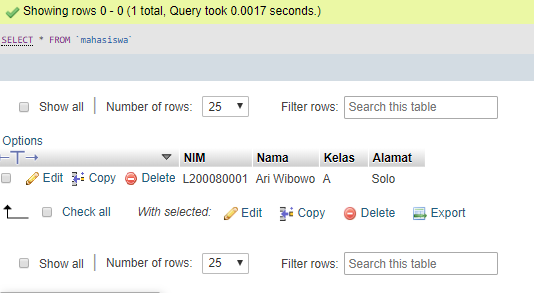 Showing rows 0 - 0 (1 total, Query took 0.0017 seconds.)
SELECT * FROM `mahasiswa`
Show all Number of rows: 25 Filter rows: Search this table
Options
NIM Nama Kelas Alamat
Edit Copy Delete L200080001 Ari Wibowo A Solo
Check all With selected: Edit Copy Delete Export
Show all Number of rows: 25 Filter rows: Search this table